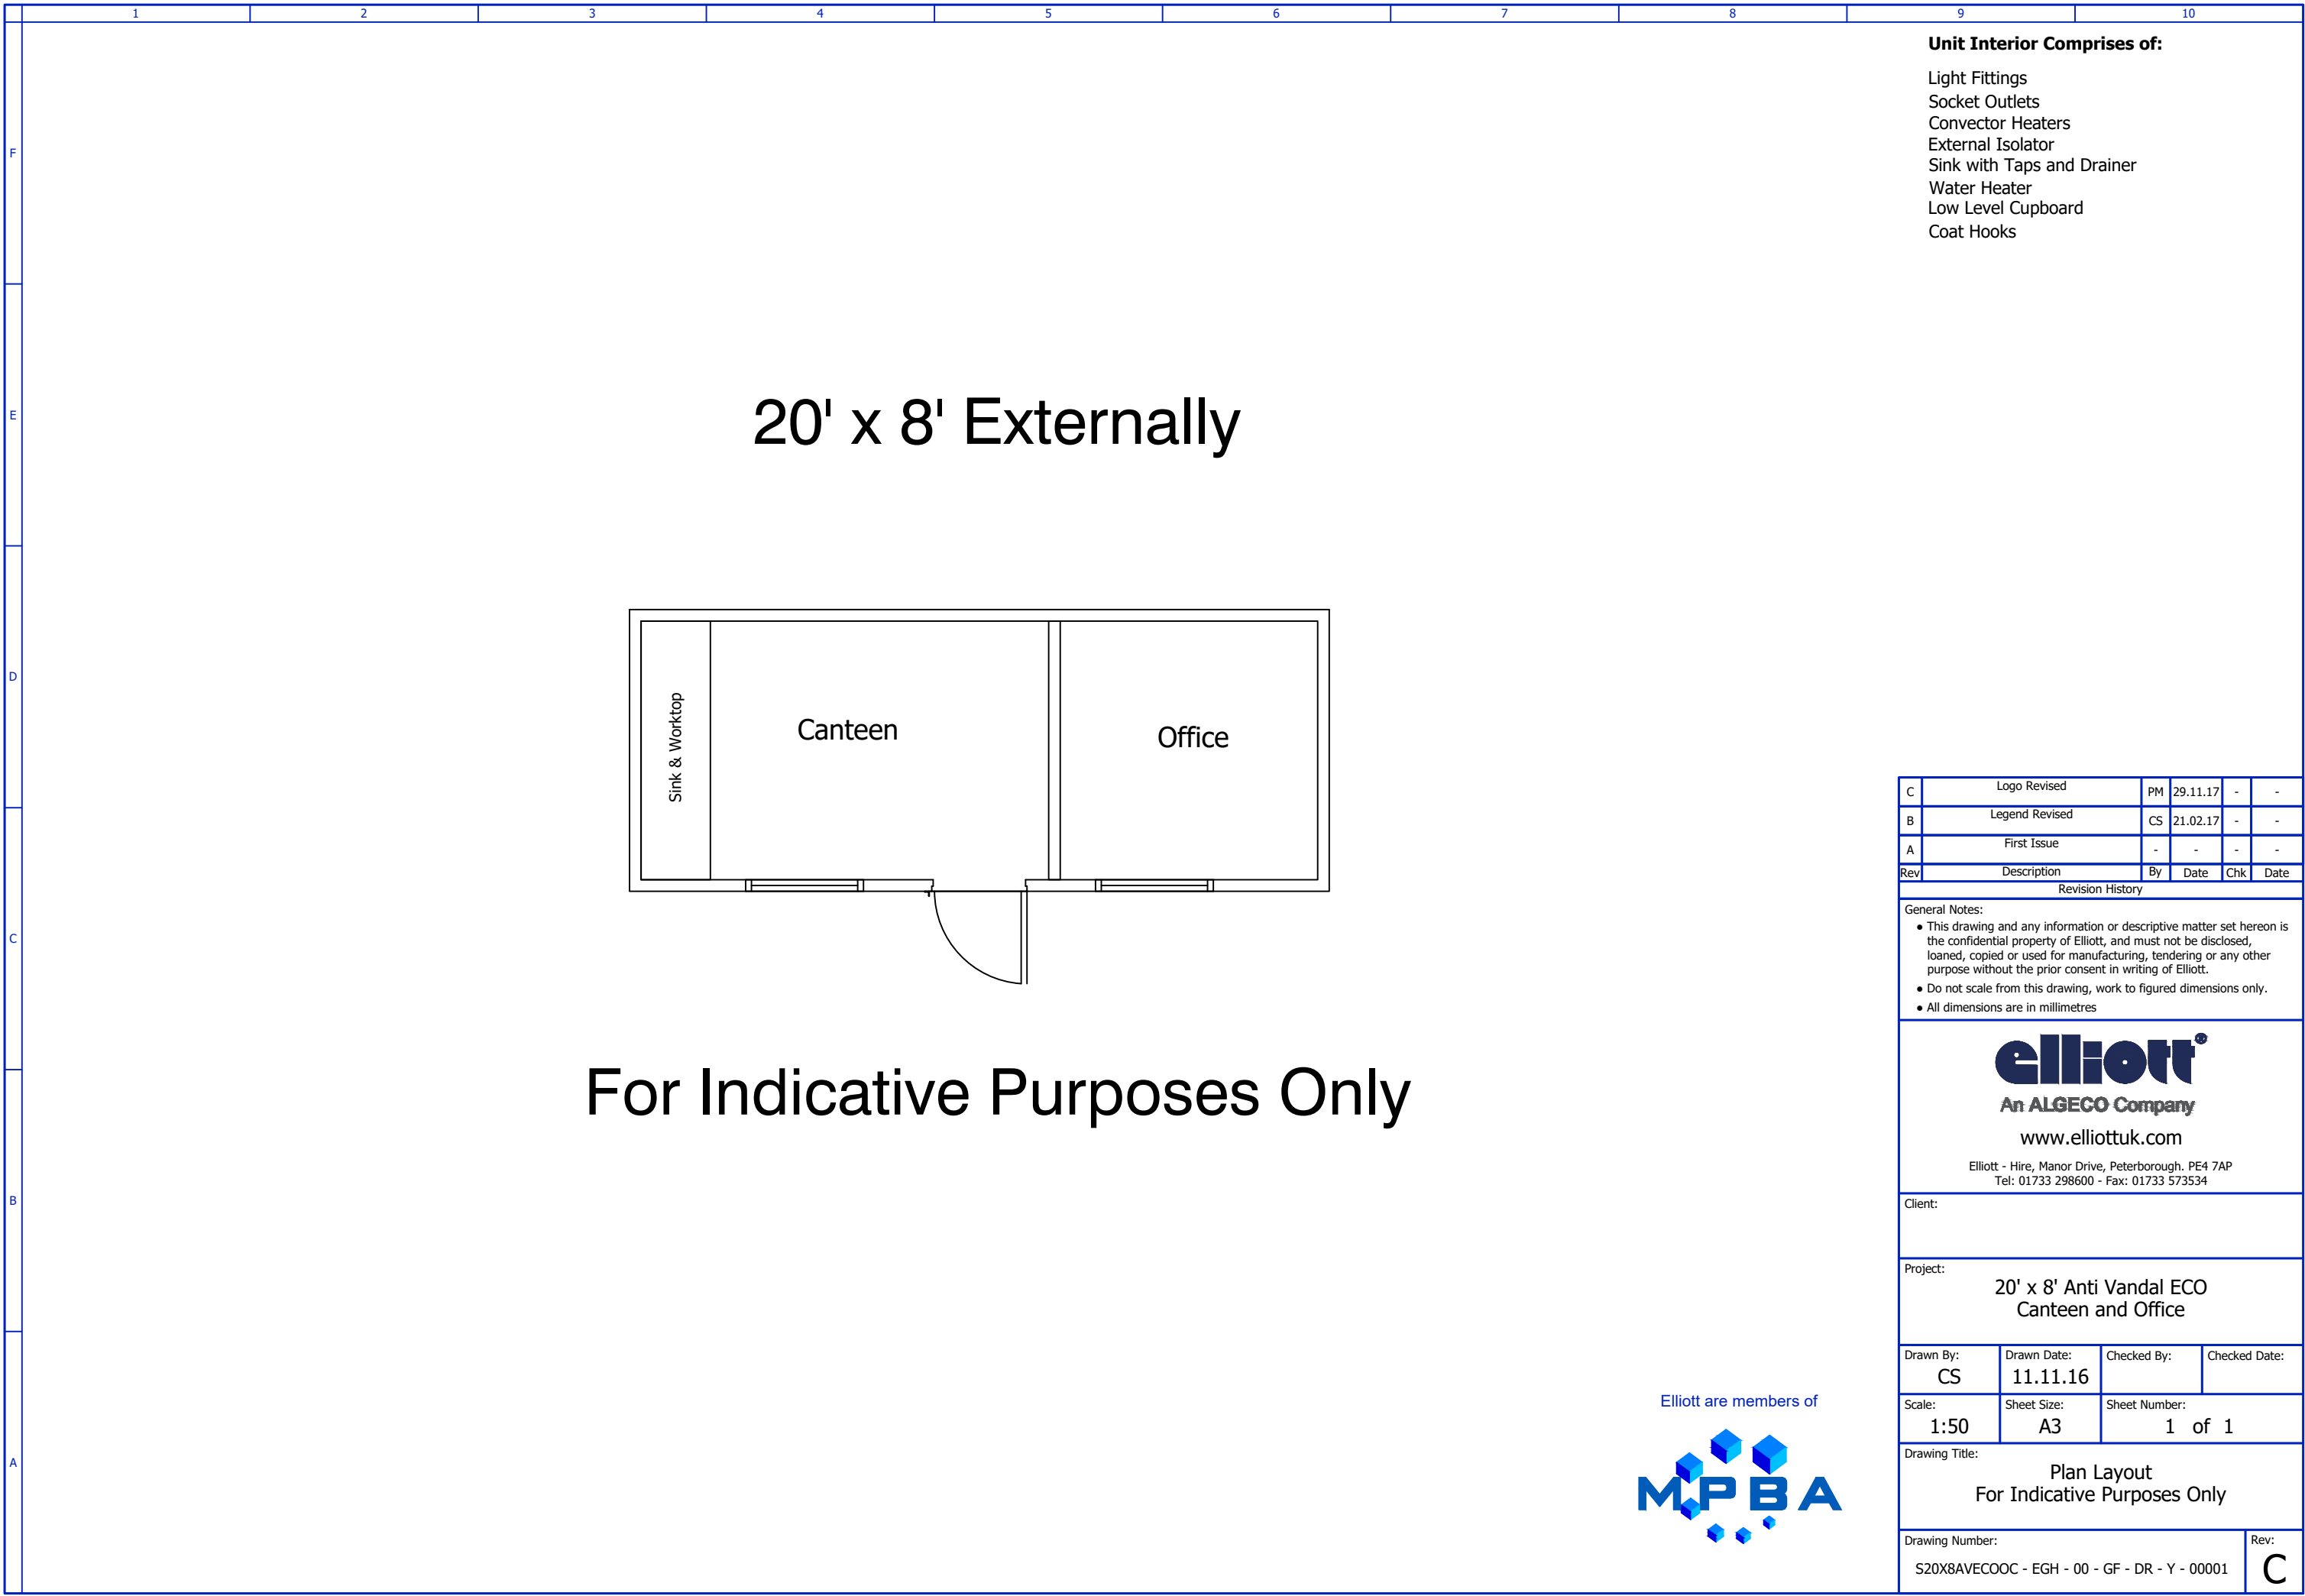 1 2 3 4 5 6 7 8 9 10
F
E
D
C
B
A
Unit Interior Comprises of:
Light Fittings
Socket Outlets
Convector Heaters
External Isolator
Sink with Taps and Drainer
Water Heater
Low Level Cupboard
Coat Hooks
20' x 8' Externally
Sink & Worktop
Canteen
Office
For Indicative Purposes Only
C Logo Revised PM 29.11.17 - -
B Legend Revised CS 21.02.17 - -
A First Issue - - - -
Rev Description By Date Chk Date
Revision History
General Notes:
● This drawing and any information or descriptive matter set hereon is
the confidential property of Elliott, and must not be disclosed,
loaned, copied or used for manufacturing, tendering or any other
purpose without the prior consent in writing of Elliott.
● Do not scale from this drawing, work to figured dimensions only.
● All dimensions are in millimetres
elliott®
An ALGECO Company
www.elliottuk.com
Elliott - Hire, Manor Drive, Peterborough. PE4 7AP
Tel: 01733 298600 - Fax: 01733 573534
Client:
Project:
20' x 8' Anti Vandal ECO
Canteen and Office
Drawn By: Drawn Date: Checked By: Checked Date:
CS 11.11.16
Scale: Sheet Size: Sheet Number:
1:50 A3 1 of 1
Drawing Title:
Plan Layout
For Indicative Purposes Only
Drawing Number: Rev:
S20X8AVECOOC - EGH - 00 - GF - DR - Y - 00001 C
Elliott are members of
MPBA